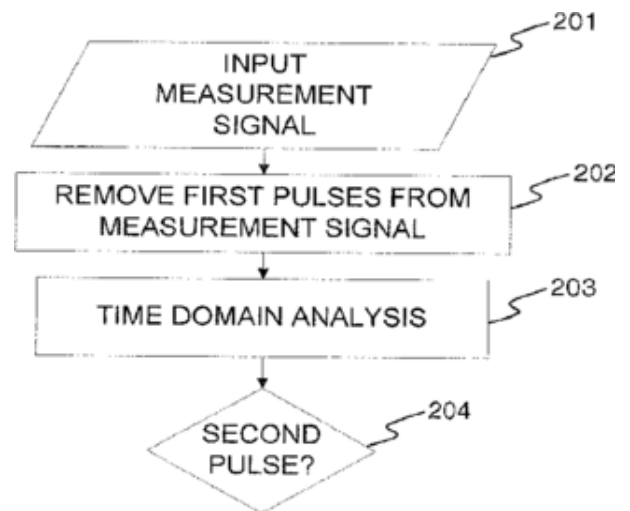 201
INPUT
MEASUREMENT
SIGNAL
202
REMOVE FIRST PULSES FROM
MEASUREMENT SIGNAL
203
TIME DOMAIN ANALYSIS
204
SECOND
PULSE?